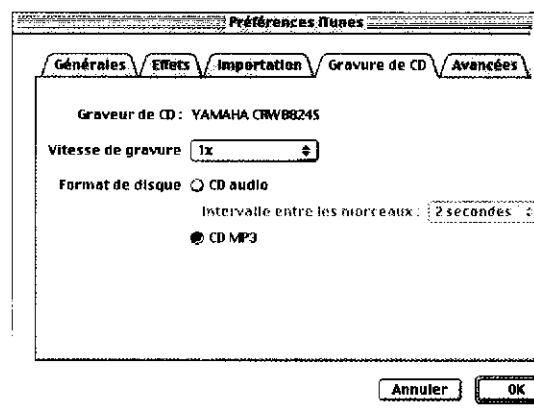 Préférences iTunes
Générales Effets Importation Gravure de CD Avancées
Graveur de CD : YAMAHA CRW8824S
Vitesse de gravure 1x
Format de disque CD audio
Intervalle entre les morceaux : 2 secondes
CD MP3
Annuler OK